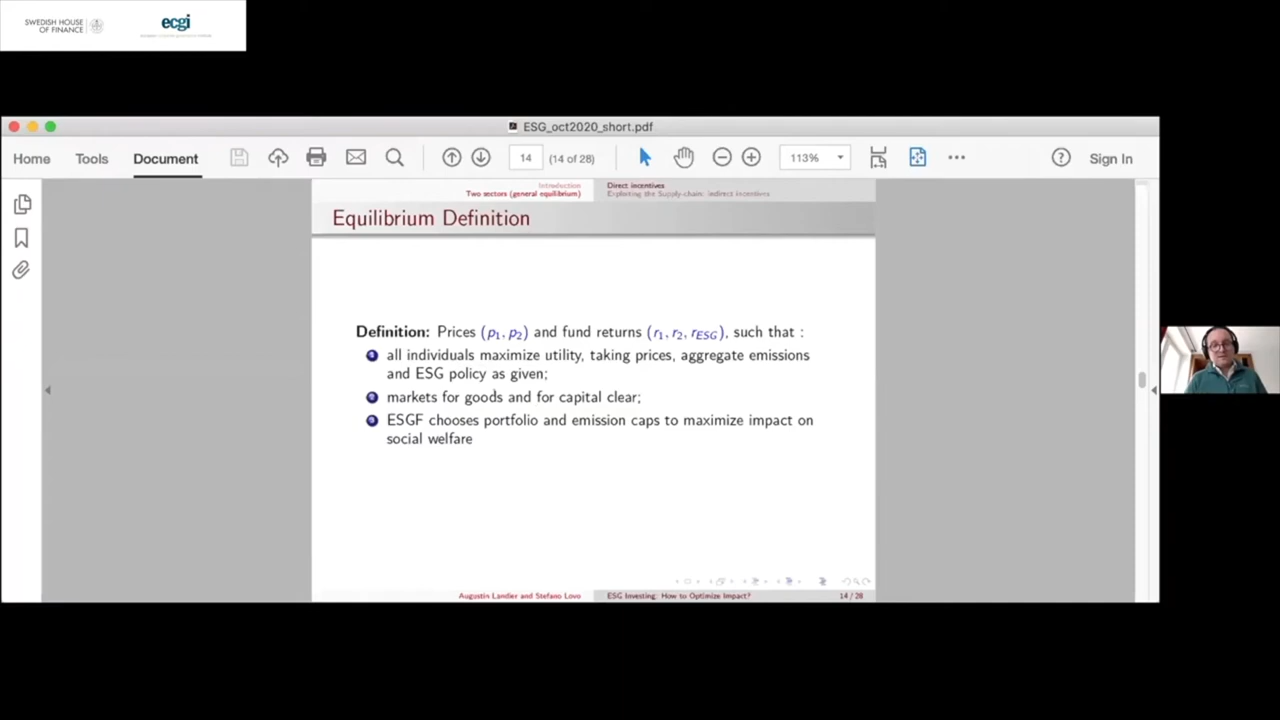 SWEDISH HOUSE
OF FINANCE
ecgi
ESG_oct2020_short.pdf
Home Tools Document 14 (14 of 28) 113% Sign In
Introduction
Two sectors (general equilibrium)
Direct incentives
Exploiting the Supply-chain: indirect incentives
Equilibrium Definition
Definition: Prices (p1, p2) and fund returns (r1, r2, rESG), such that :
1 all individuals maximize utility, taking prices, aggregate emissions
and ESG policy as given;
2 markets for goods and for capital clear;
3 ESGF chooses portfolio and emission caps to maximize impact on
social welfare
Augustin Landier and Stefano Lovo ESG Investing: How to Optimize Impact? 14 / 28